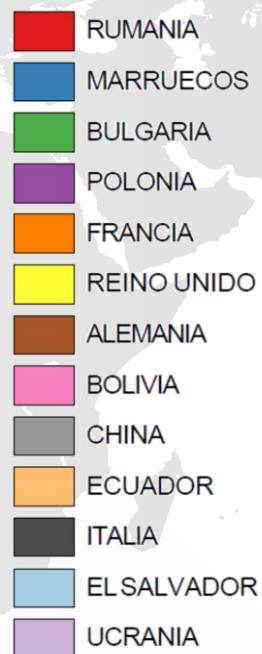 RUMANIA
MARRUECOS
BULGARIA
POLONIA
FRANCIA
REINO UNIDO
ALEMANIA
BOLIVIA
CHINA
ECUADOR
ITALIA
EL SALVADOR
UCRANIA